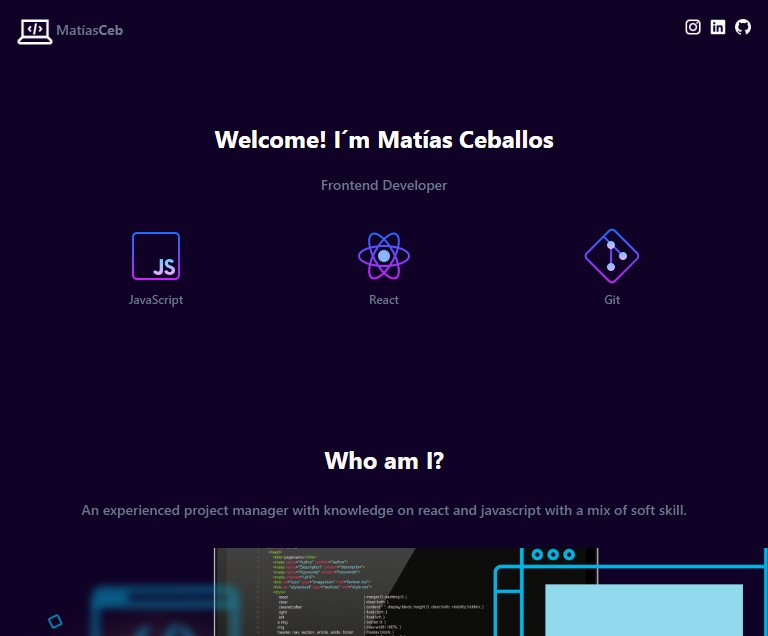 MatíasCeb
Welcome! I´m Matías Ceballos
Frontend Developer
JS
JavaScript
React
Git
Who am I?
An experienced project manager with knowledge on react and javascript with a mix of soft skill.